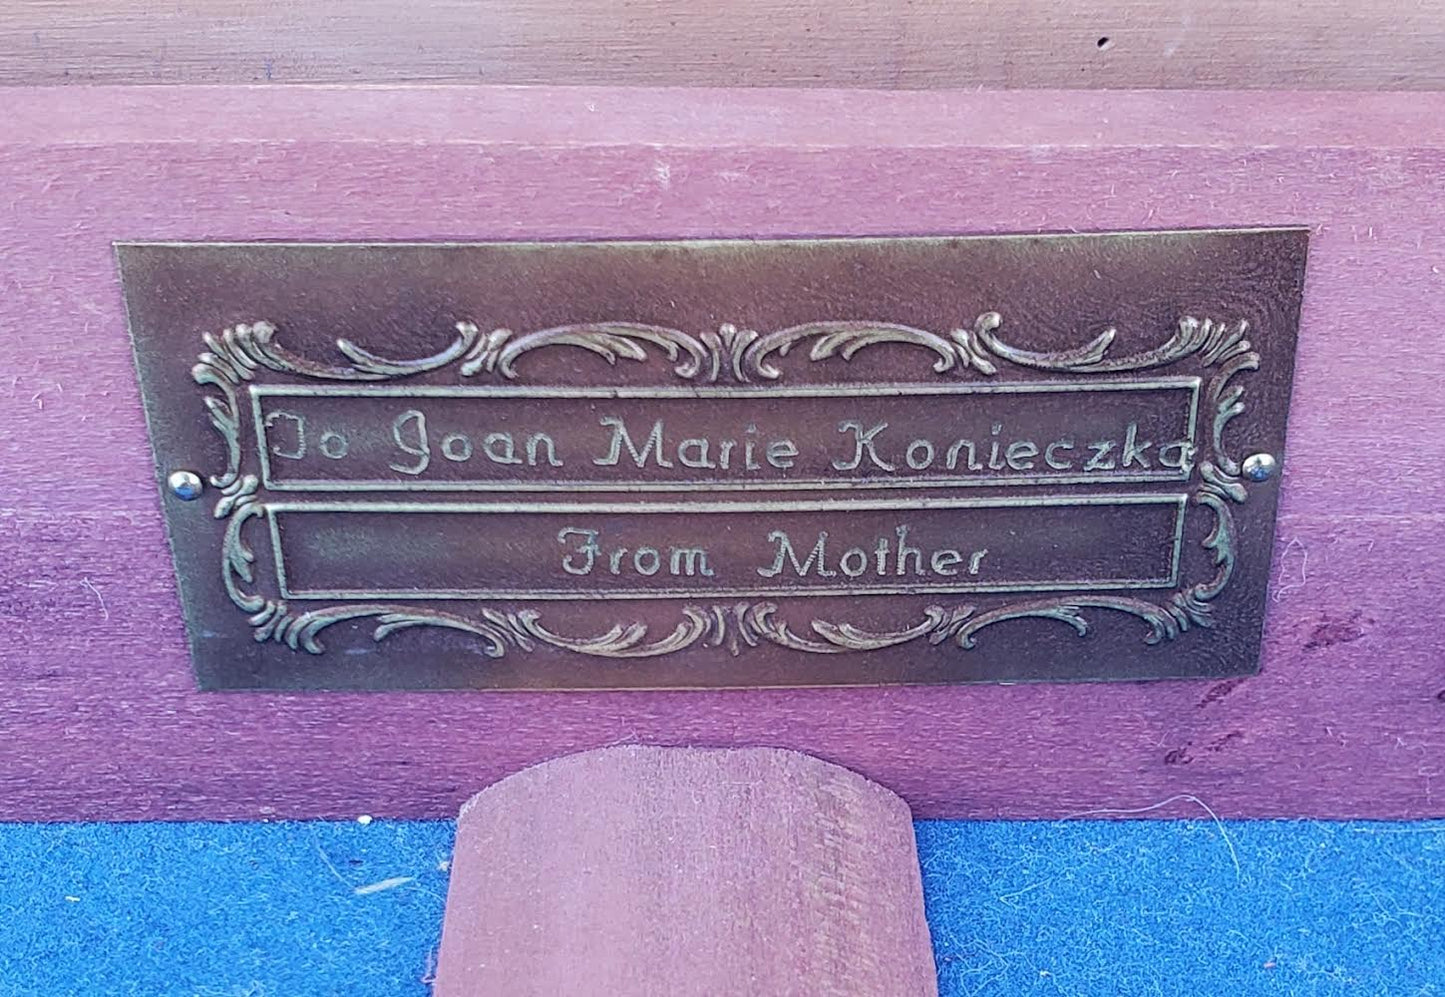 To Joan Marie Konieczka
From Mother